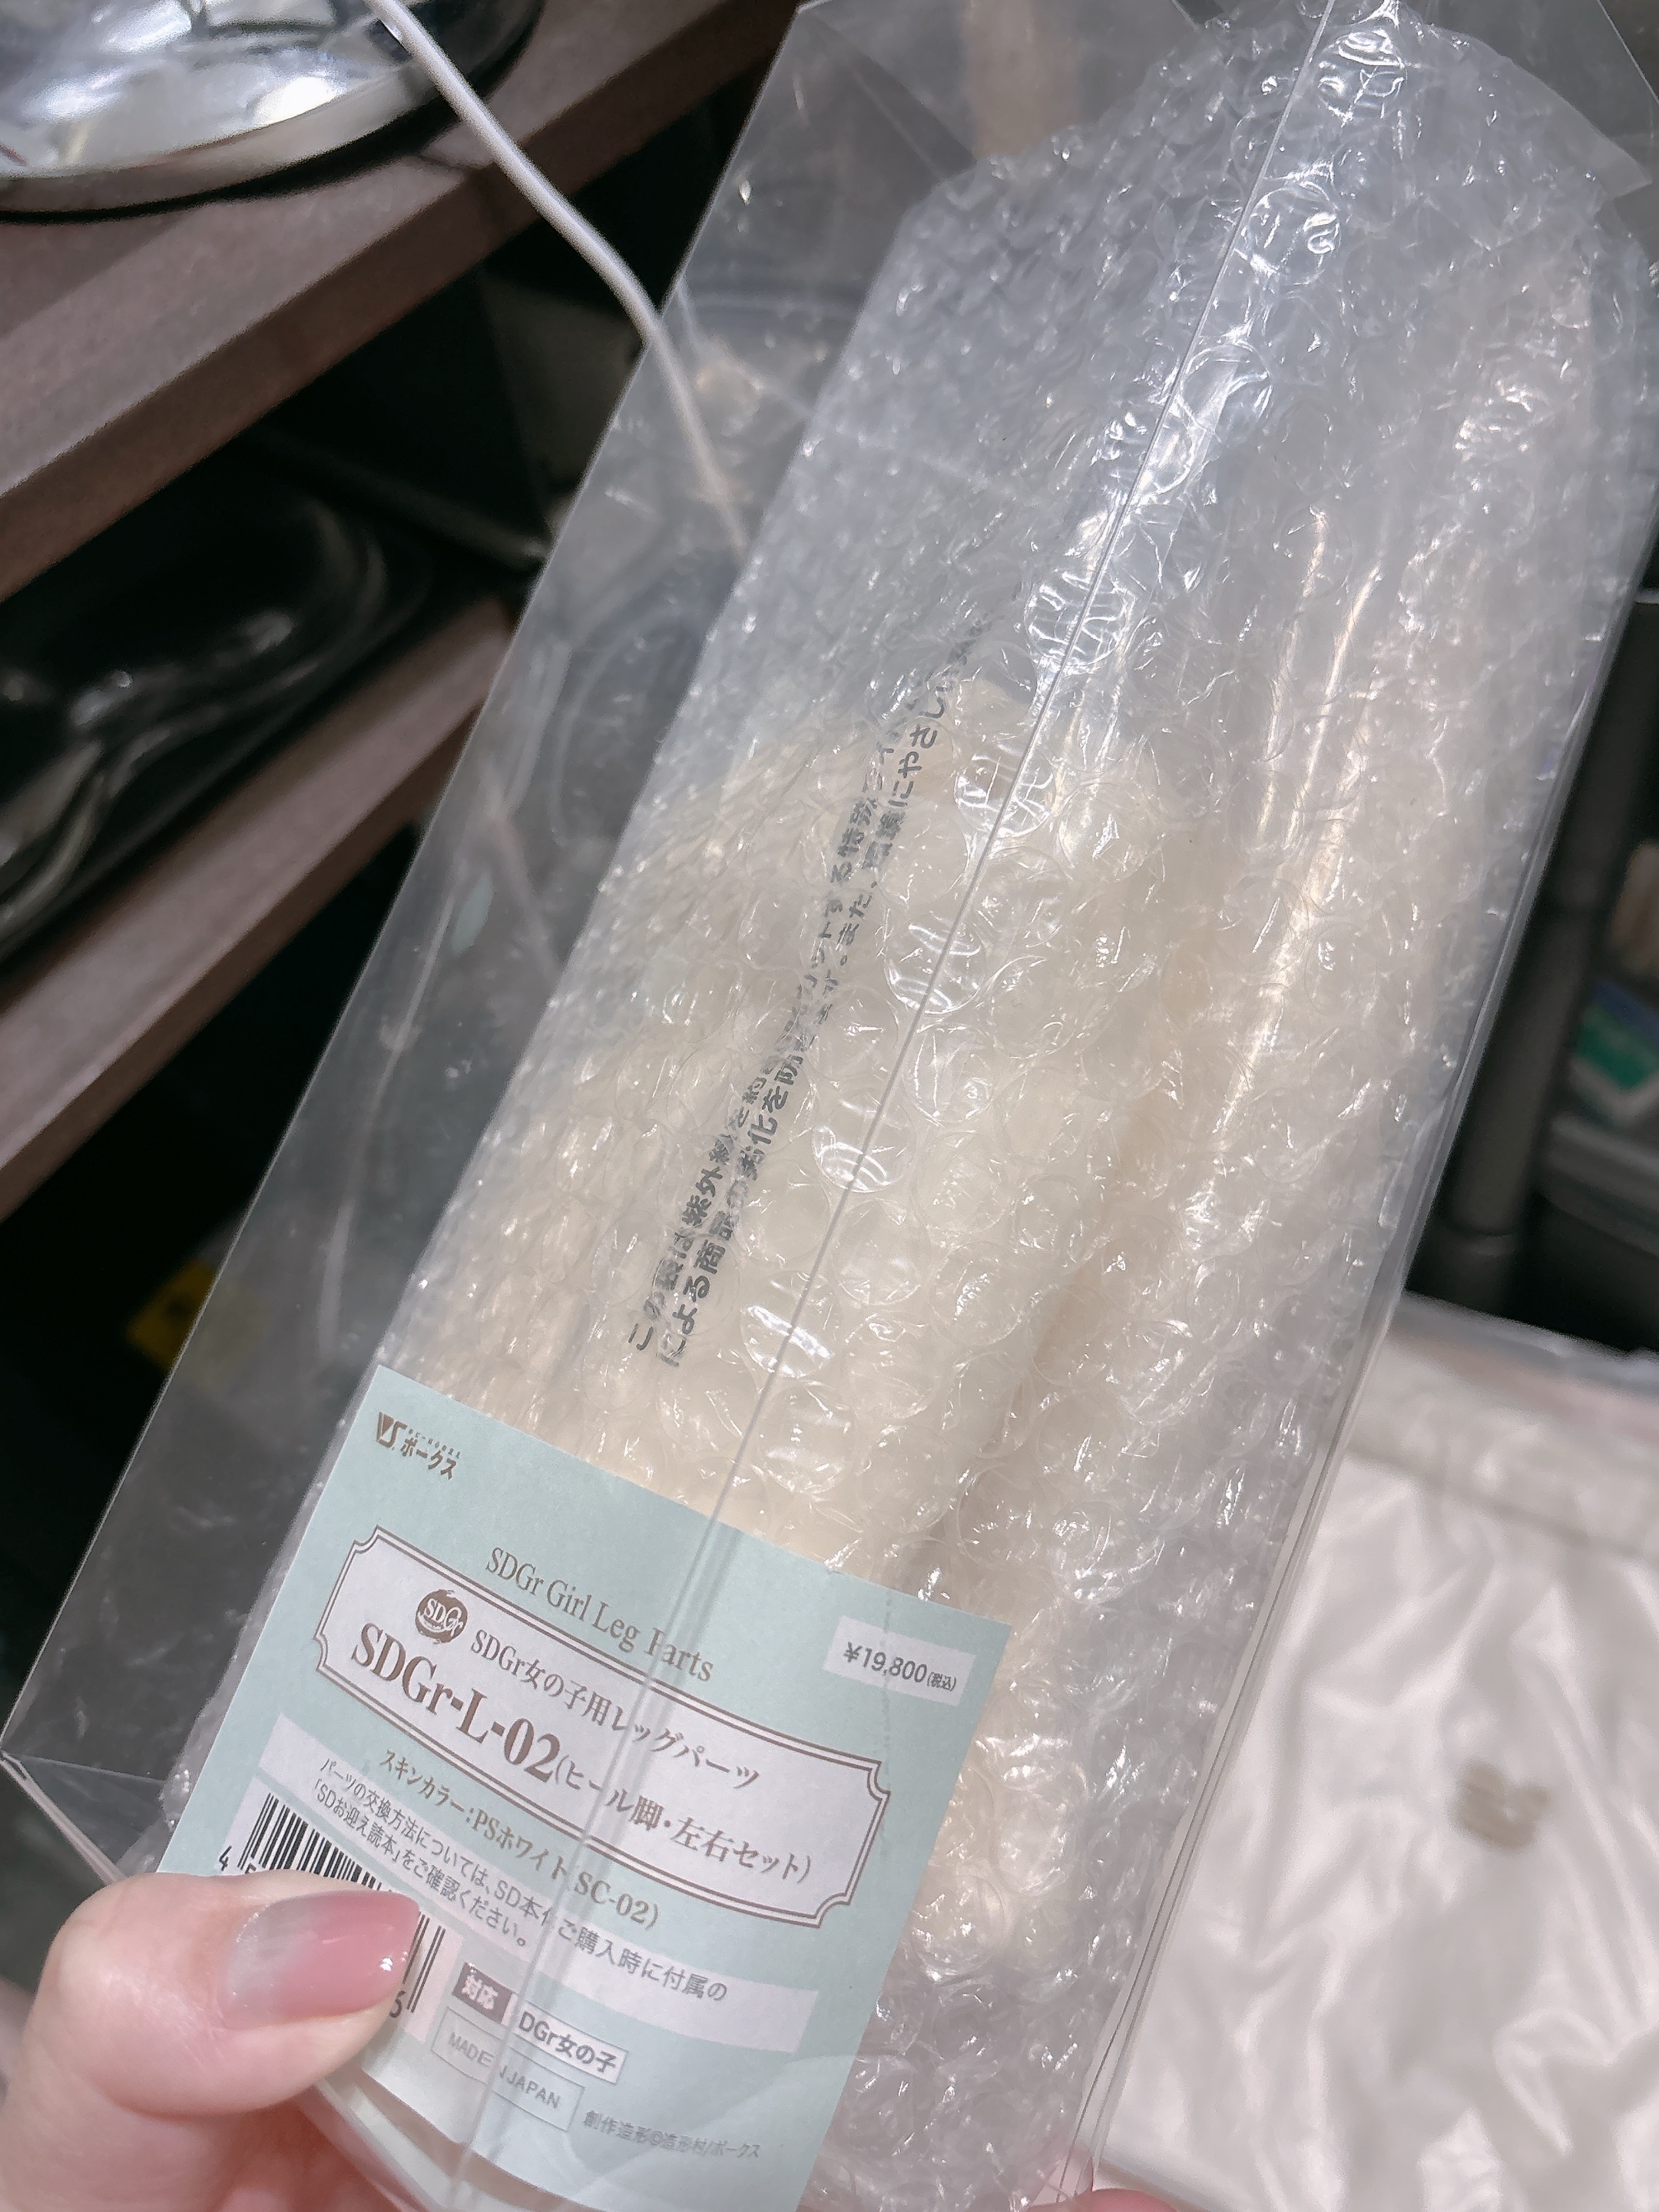 この袋は紫外線を約
による商品の劣化を防
。また、環境にやさしい
VS
ボークス
SDGr Girl Leg Parts
¥19,800(税込)
SDGr
SDGr女の子用レッグパーツ
SDGr-L-02(ヒール脚・左右セット)
スキンカラー:PSホワイト SC-02)
パーツの交換方法については、SD本体ご購入時に付属の
「SDお迎え読本」をご確認ください。
4
5
対応
DGr女の子
MADE IN JAPAN
創作造形©造形村/ボークス